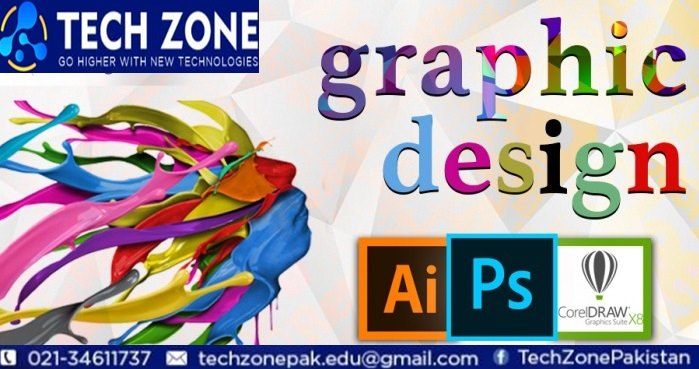 TECH ZONE
GO HIGHER WITH NEW TECHNOLOGIES
graphic
design
Ai
Ps
CorelDRAW
Graphics Suite X8
021-34611737 techzonepak.edu@gmail.com TechZonePakistan